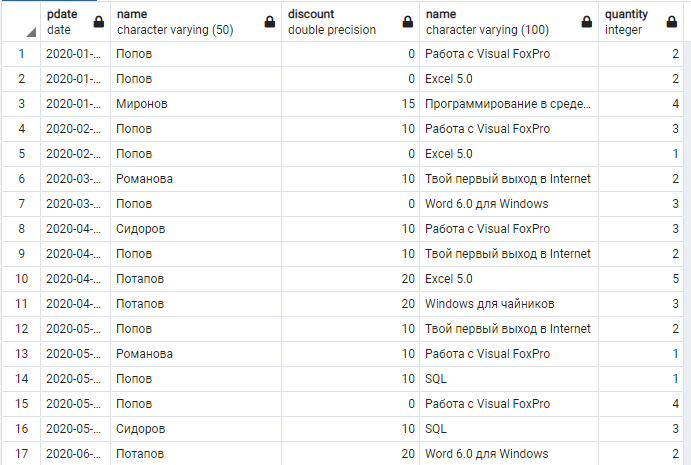 pdate name discount name quantity
date character varying (50) double precision character varying (100) integer
1 2020-01-... Попов 0 Работа с Visual FoxPro 2
2 2020-01-... Попов 0 Excel 5.0 2
3 2020-01-... Миронов 15 Программирование в среде... 4
4 2020-02-... Попов 10 Работа с Visual FoxPro 3
5 2020-02-... Попов 0 Excel 5.0 1
6 2020-03-... Романова 10 Твой первый выход в Internet 2
7 2020-03-... Попов 0 Word 6.0 для Windows 3
8 2020-04-... Сидоров 10 Работа с Visual FoxPro 3
9 2020-04-... Попов 10 Твой первый выход в Internet 2
10 2020-04-... Потапов 20 Excel 5.0 5
11 2020-04-... Потапов 20 Windows для чайников 3
12 2020-05-... Попов 10 Твой первый выход в Internet 2
13 2020-05-... Романова 10 Работа с Visual FoxPro 1
14 2020-05-... Попов 10 SQL 1
15 2020-05-... Попов 0 Работа с Visual FoxPro 4
16 2020-05-... Сидоров 10 SQL 3
17 2020-06-... Потапов 20 Word 6.0 для Windows 2